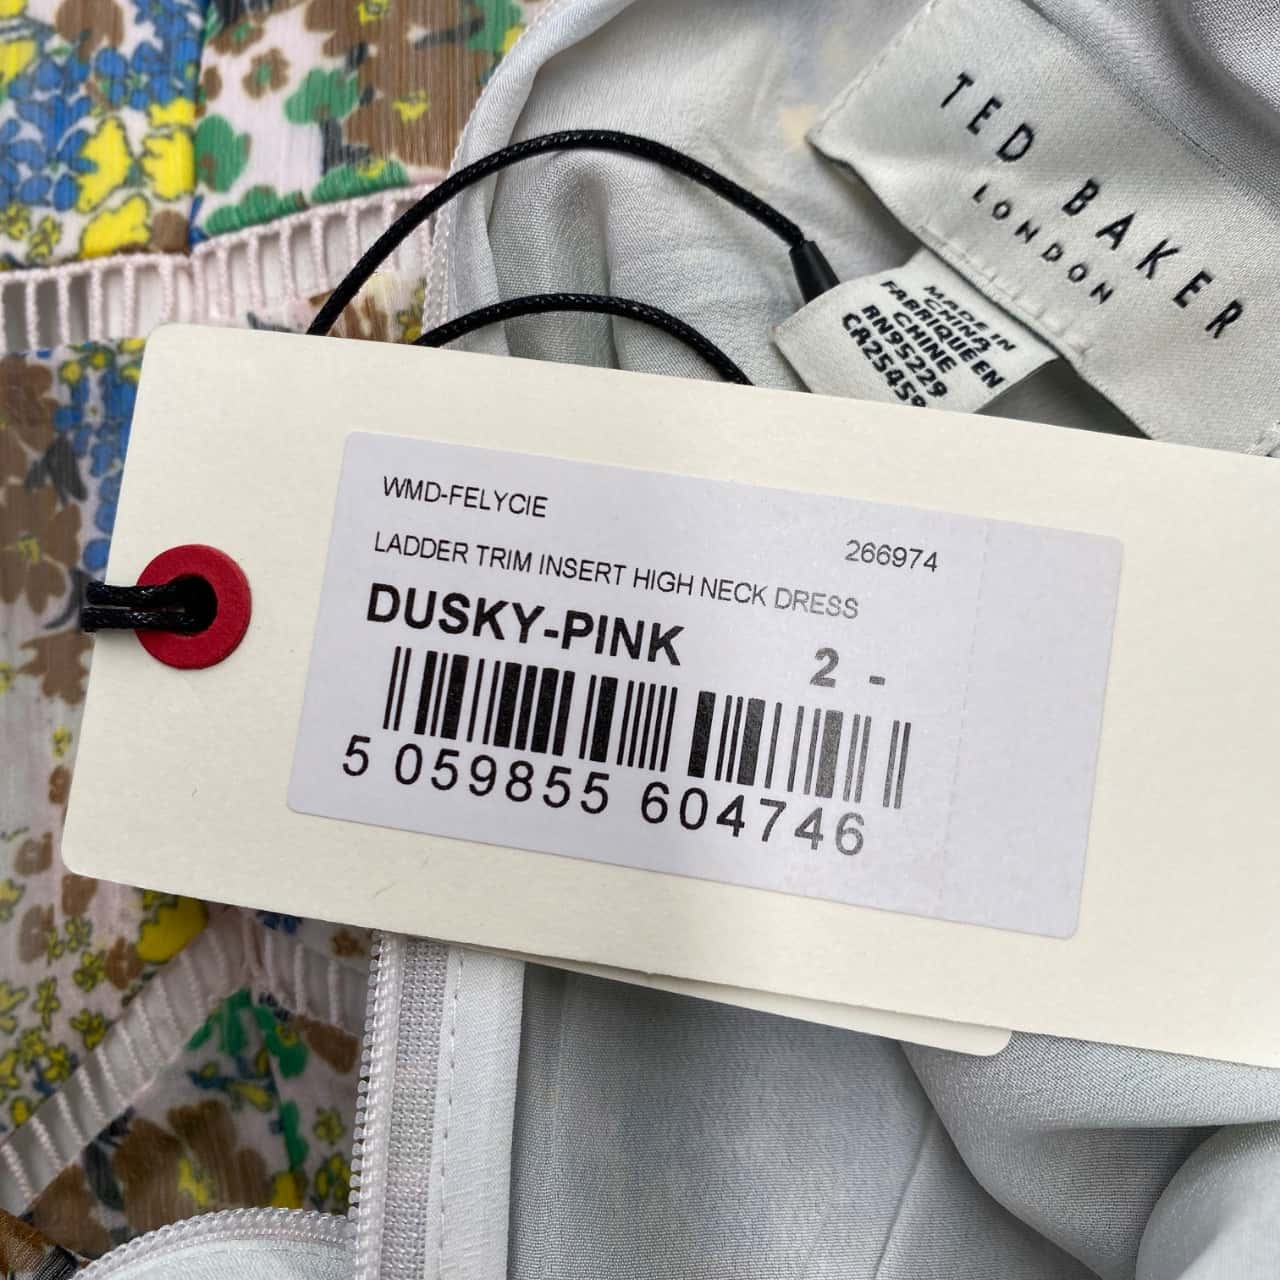 TED BAKER
LONDON
MADE IN
CHINA
FABRIQUE EN
CHINE
RN95229
WMD-FELYCIE
266974
LADDER TRIM INSERT HIGH NECK DRESS
DUSKY-PINK
2 -
5 059855 604746